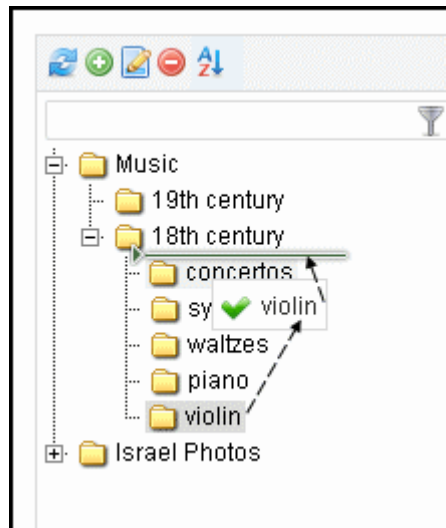 A
Z
Music
19th century
18th century
concertos
sy
violin
waltzes
piano
violin
Israel Photos